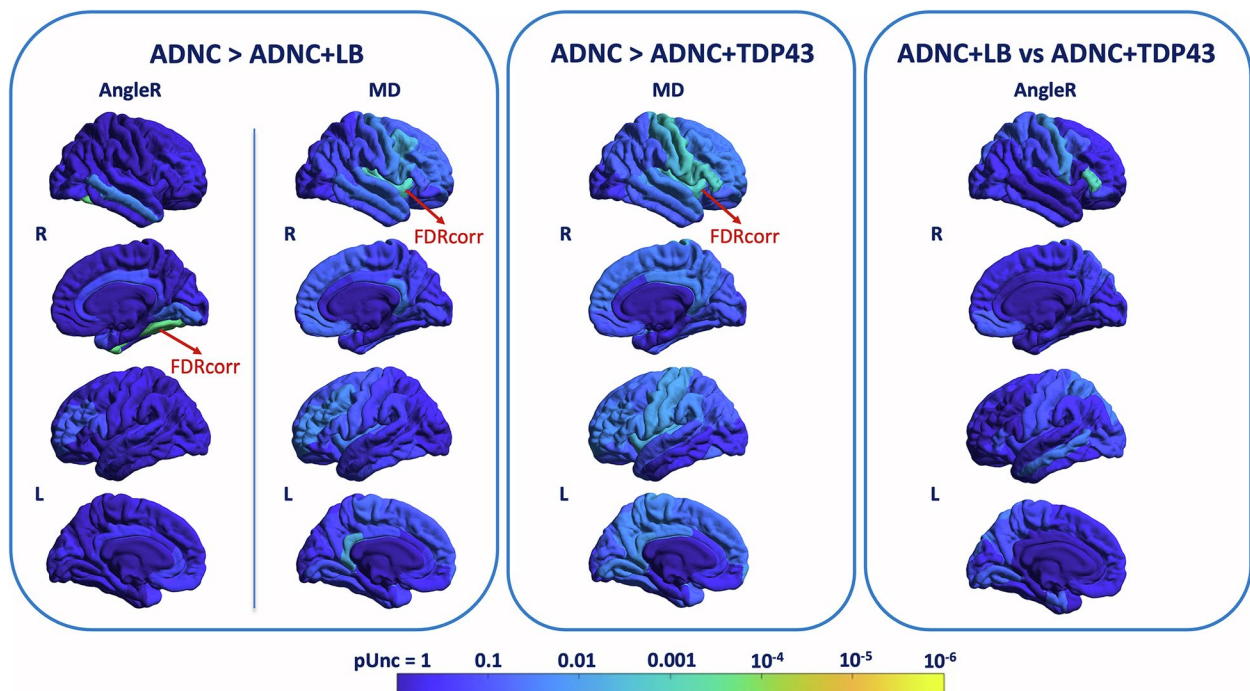 ADNC > ADNC+LB
AngleR
MD
R
R
FDRcorr
FDRcorr
L
L
ADNC > ADNC+TDP43
MD
R
FDRcorr
L
ADNC+LB vs ADNC+TDP43
AngleR
R
L
pUnc = 1 0.1 0.01 0.001 10⁻⁴ 10⁻⁵ 10⁻⁶